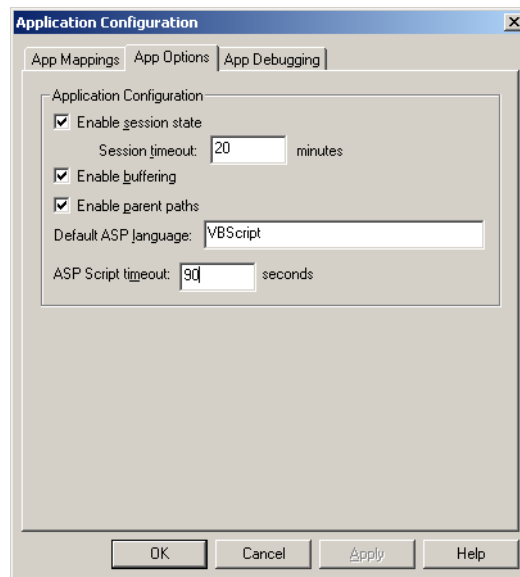 Application Configuration
App Mappings App Options App Debugging
Application Configuration
Enable session state
Session timeout: 20 minutes
Enable buffering
Enable parent paths
Default ASP language: VBScript
ASP Script timeout: 90 seconds
OK Cancel Apply Help